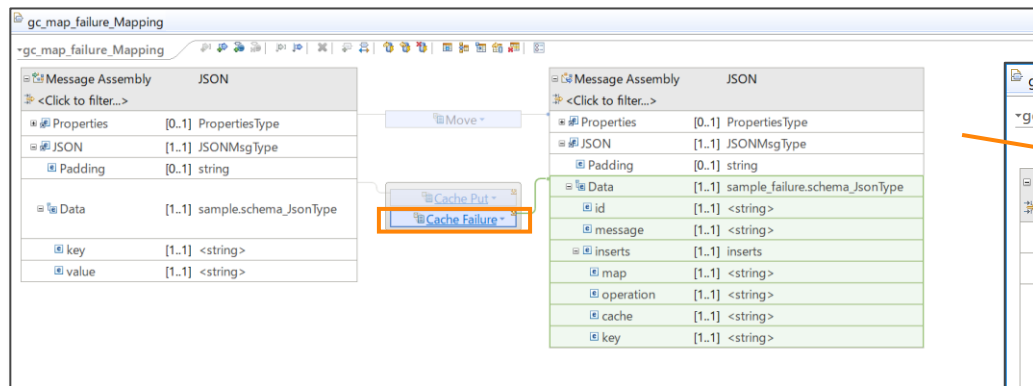 gc_map_failure_Mapping
gc_map_failure_Mapping
Message Assembly JSON
<Click to filter...>
Properties [0..1] PropertiesType
JSON [1..1] JSONMsgType
Padding [0..1] string
Data [1..1] sample.schema_JsonType
key [1..1] <string>
value [1..1] <string>
Move
Cache Put
Cache Failure
Message Assembly JSON
<Click to filter...>
Properties [0..1] PropertiesType
JSON [1..1] JSONMsgType
Padding [0..1] string
Data [1..1] sample_failure.schema_JsonType
id [1..1] <string>
message [1..1] <string>
inserts [1..1] inserts
map [1..1] <string>
operation [1..1] <string>
cache [1..1] <string>
key [1..1] <string>